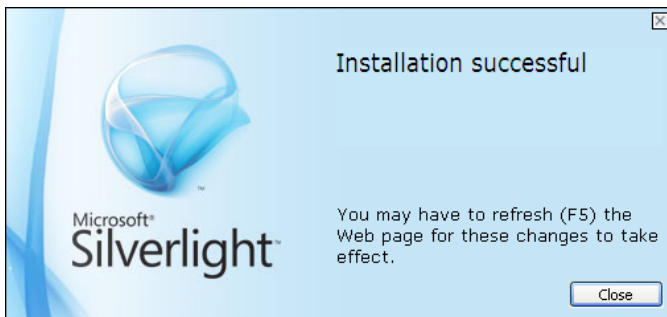 Installation successful
Microsoft®
Silverlight™
™
You may have to refresh (F5) the
Web page for these changes to take
effect.
Close